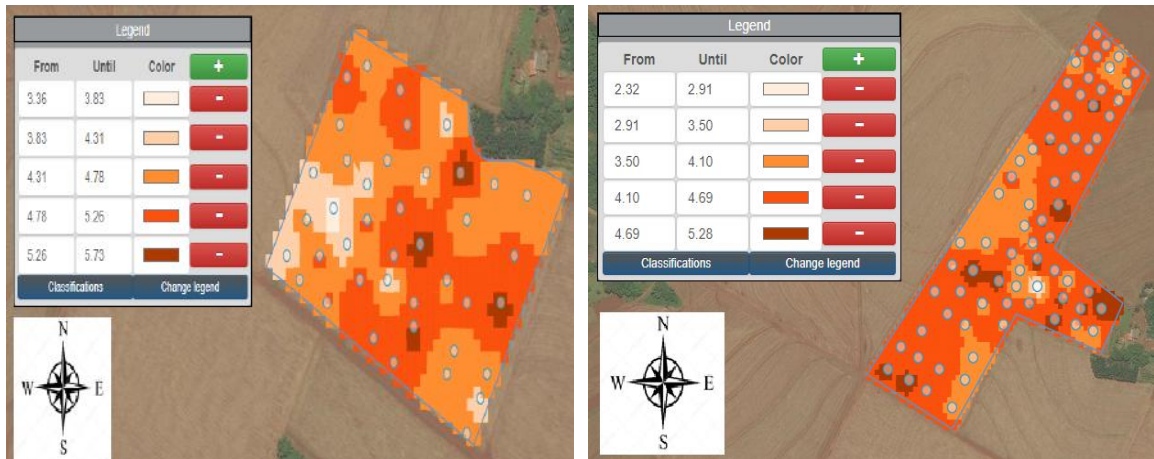 Legend
From Until Color +
3.36 3.83 -
3.83 4.31 -
4.31 4.78 -
4.78 5.26 -
5.26 5.73 -
Classifications Change legend
N
W E
S
Legend
From Until Color +
2.32 2.91 -
2.91 3.50 -
3.50 4.10 -
4.10 4.69 -
4.69 5.28 -
Classifications Change legend
N
W E
S